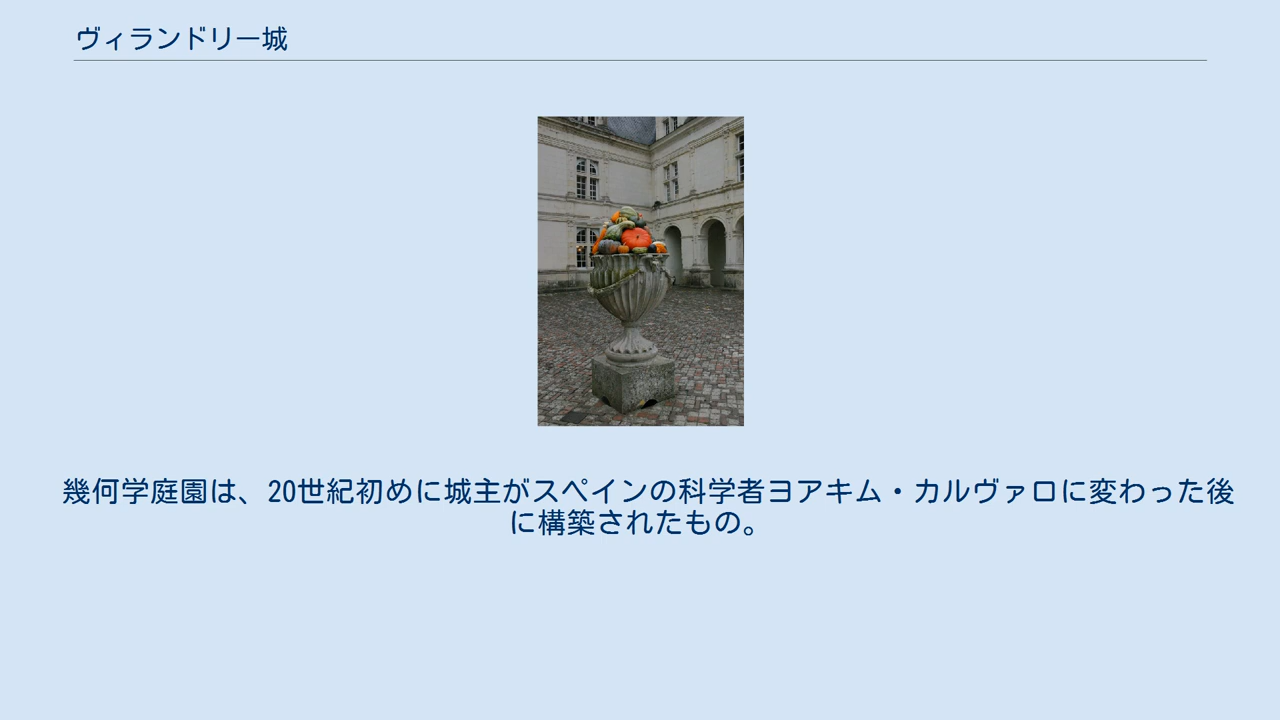 ヴィランドリー城
幾何学庭園は、20世紀初めに城主がスペインの科学者ヨアキム・カルヴァロに変わった後
に構築されたもの。